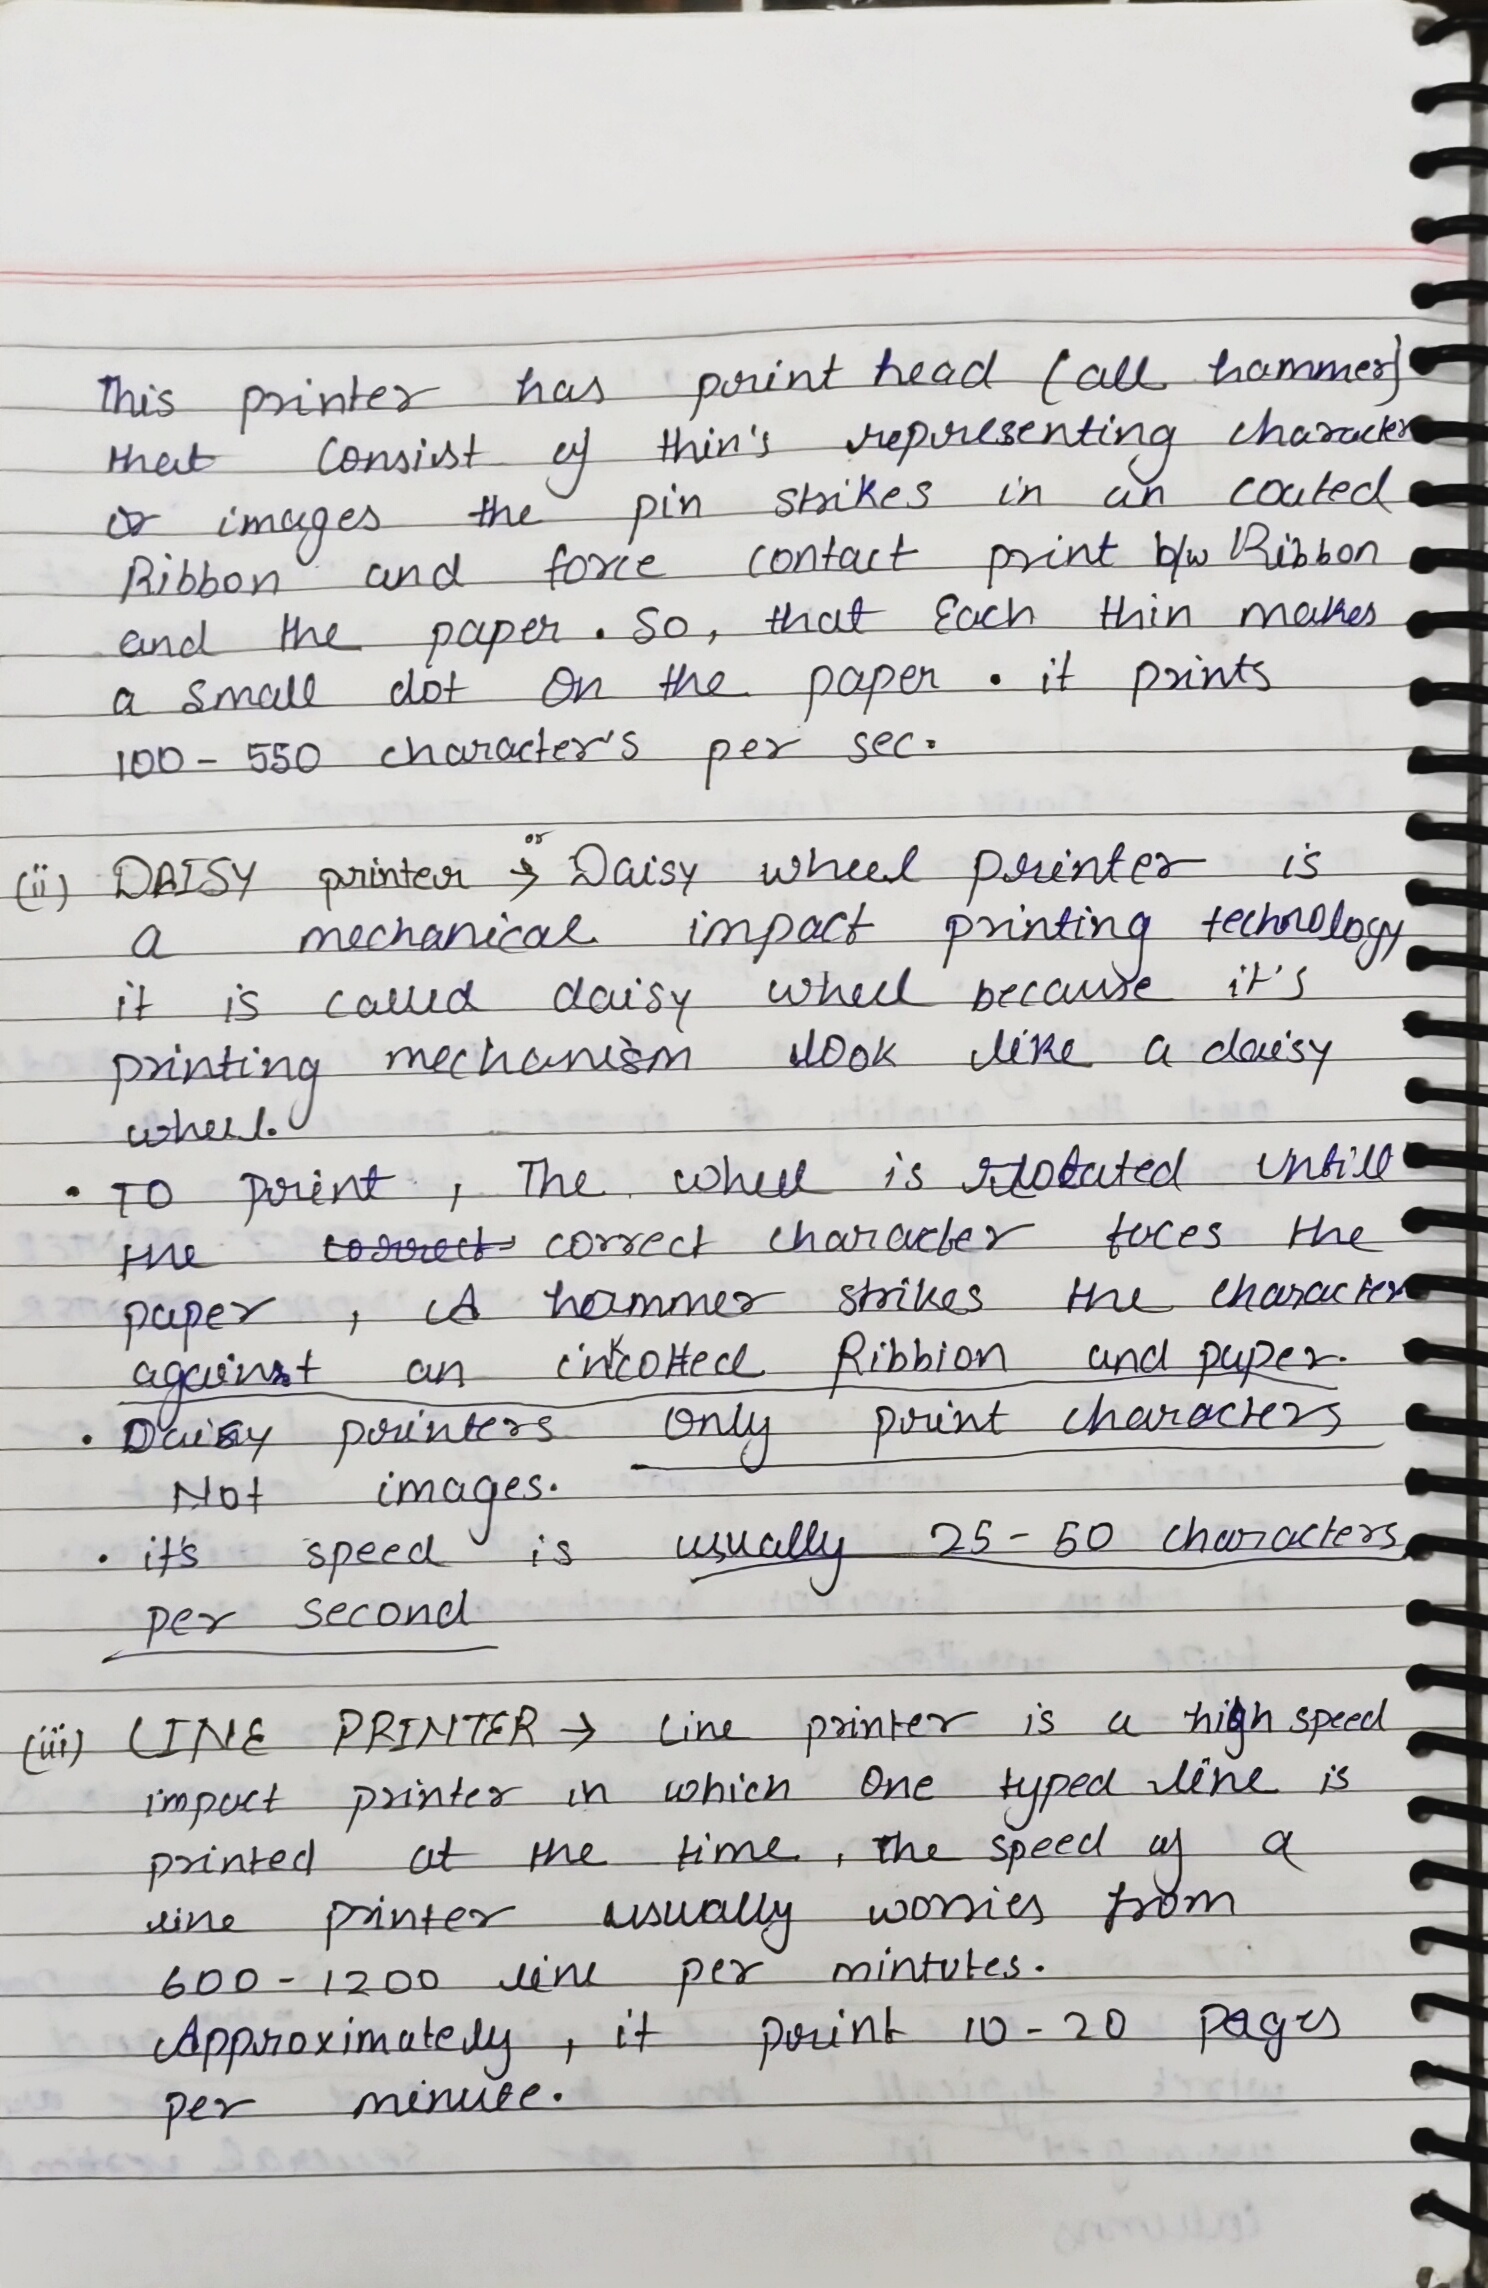 This printer has print head (all hammer)
that consist of thin's representing character
or images the pin strikes in an coated
Ribbon and force contact print b/w Ribbon
and the paper. So, that Each thin makes
a small dot on the paper. it prints
100-550 character's per sec.
(ii) DAISY printer or → Daisy wheel printer is
a mechanical impact printing technology
it is called daisy wheel because it's
printing mechanism look like a daisy
wheel.
• TO print, The wheel is rotated untill
the correct correct character faces the
paper, A hammer strikes the character
against an inkcotted Ribbion and paper.
• Daisy printers only print characters
Not images.
• it's speed is usually 25-50 characters
per second
(iii) LINE PRINTER → Line printer is a high speed
impact printer in which one typed line is
printed at the time, the speed of a
line printer usually worries from
600-1200 line per mintutes.
Approximately, it print 10-20 pages
per minute.